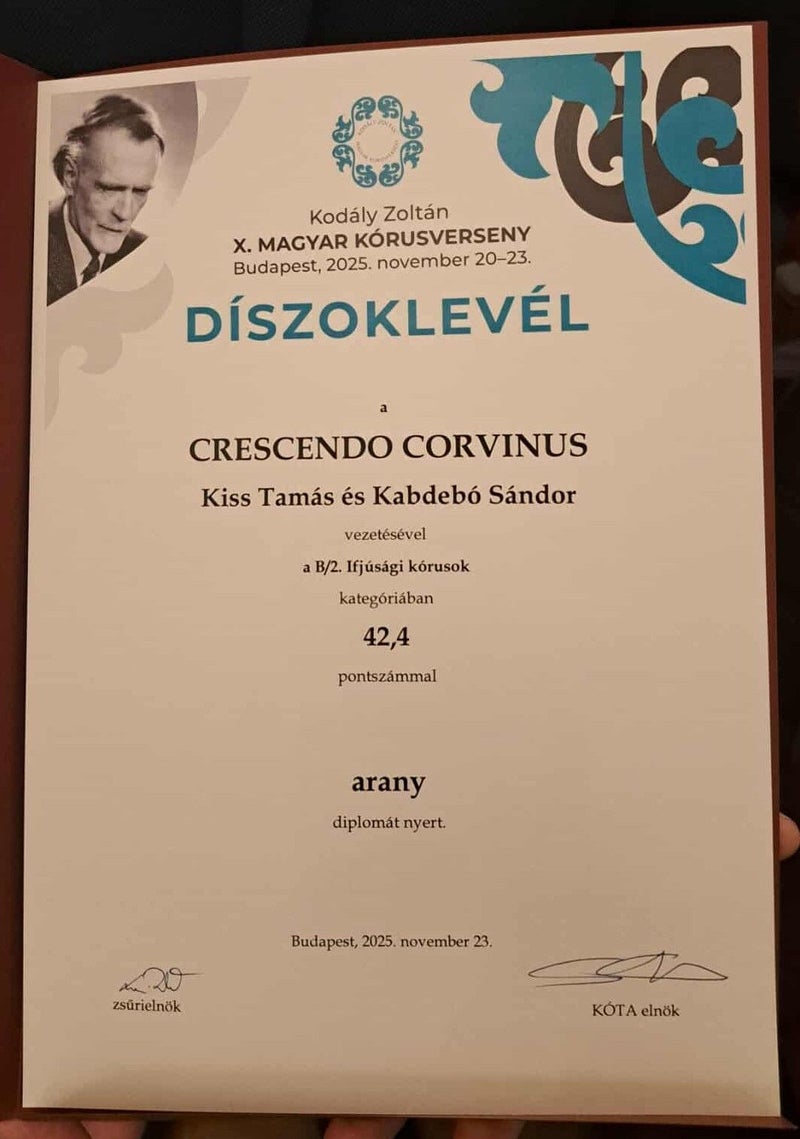 Kodály Zoltán
X. MAGYAR KÓRUSVERSENY
Budapest, 2025. november 20–23.
DÍSZOKLEVÉL
a
CRESCENDO CORVINUS
Kiss Tamás és Kabdebó Sándor
vezetésével
a B/2. Ifjúsági kórusok
kategóriában
42,4
pontszámmal
arany
diplomát nyert.
Budapest, 2025. november 23.
zsűrielnök
KÓTA elnök